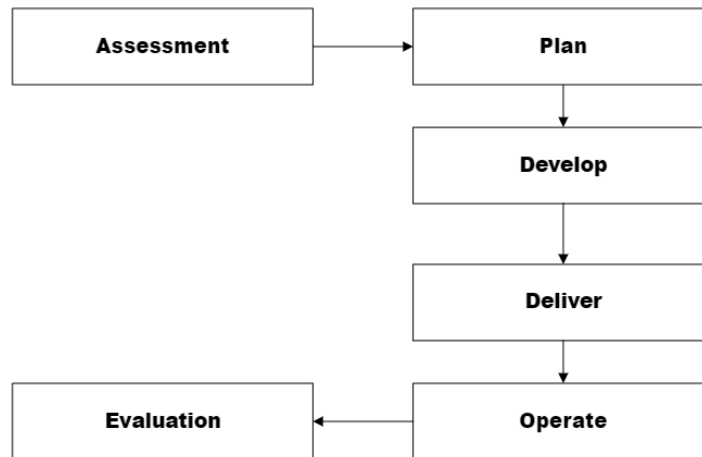 Assessment
Plan
Develop
Deliver
Operate
Evaluation